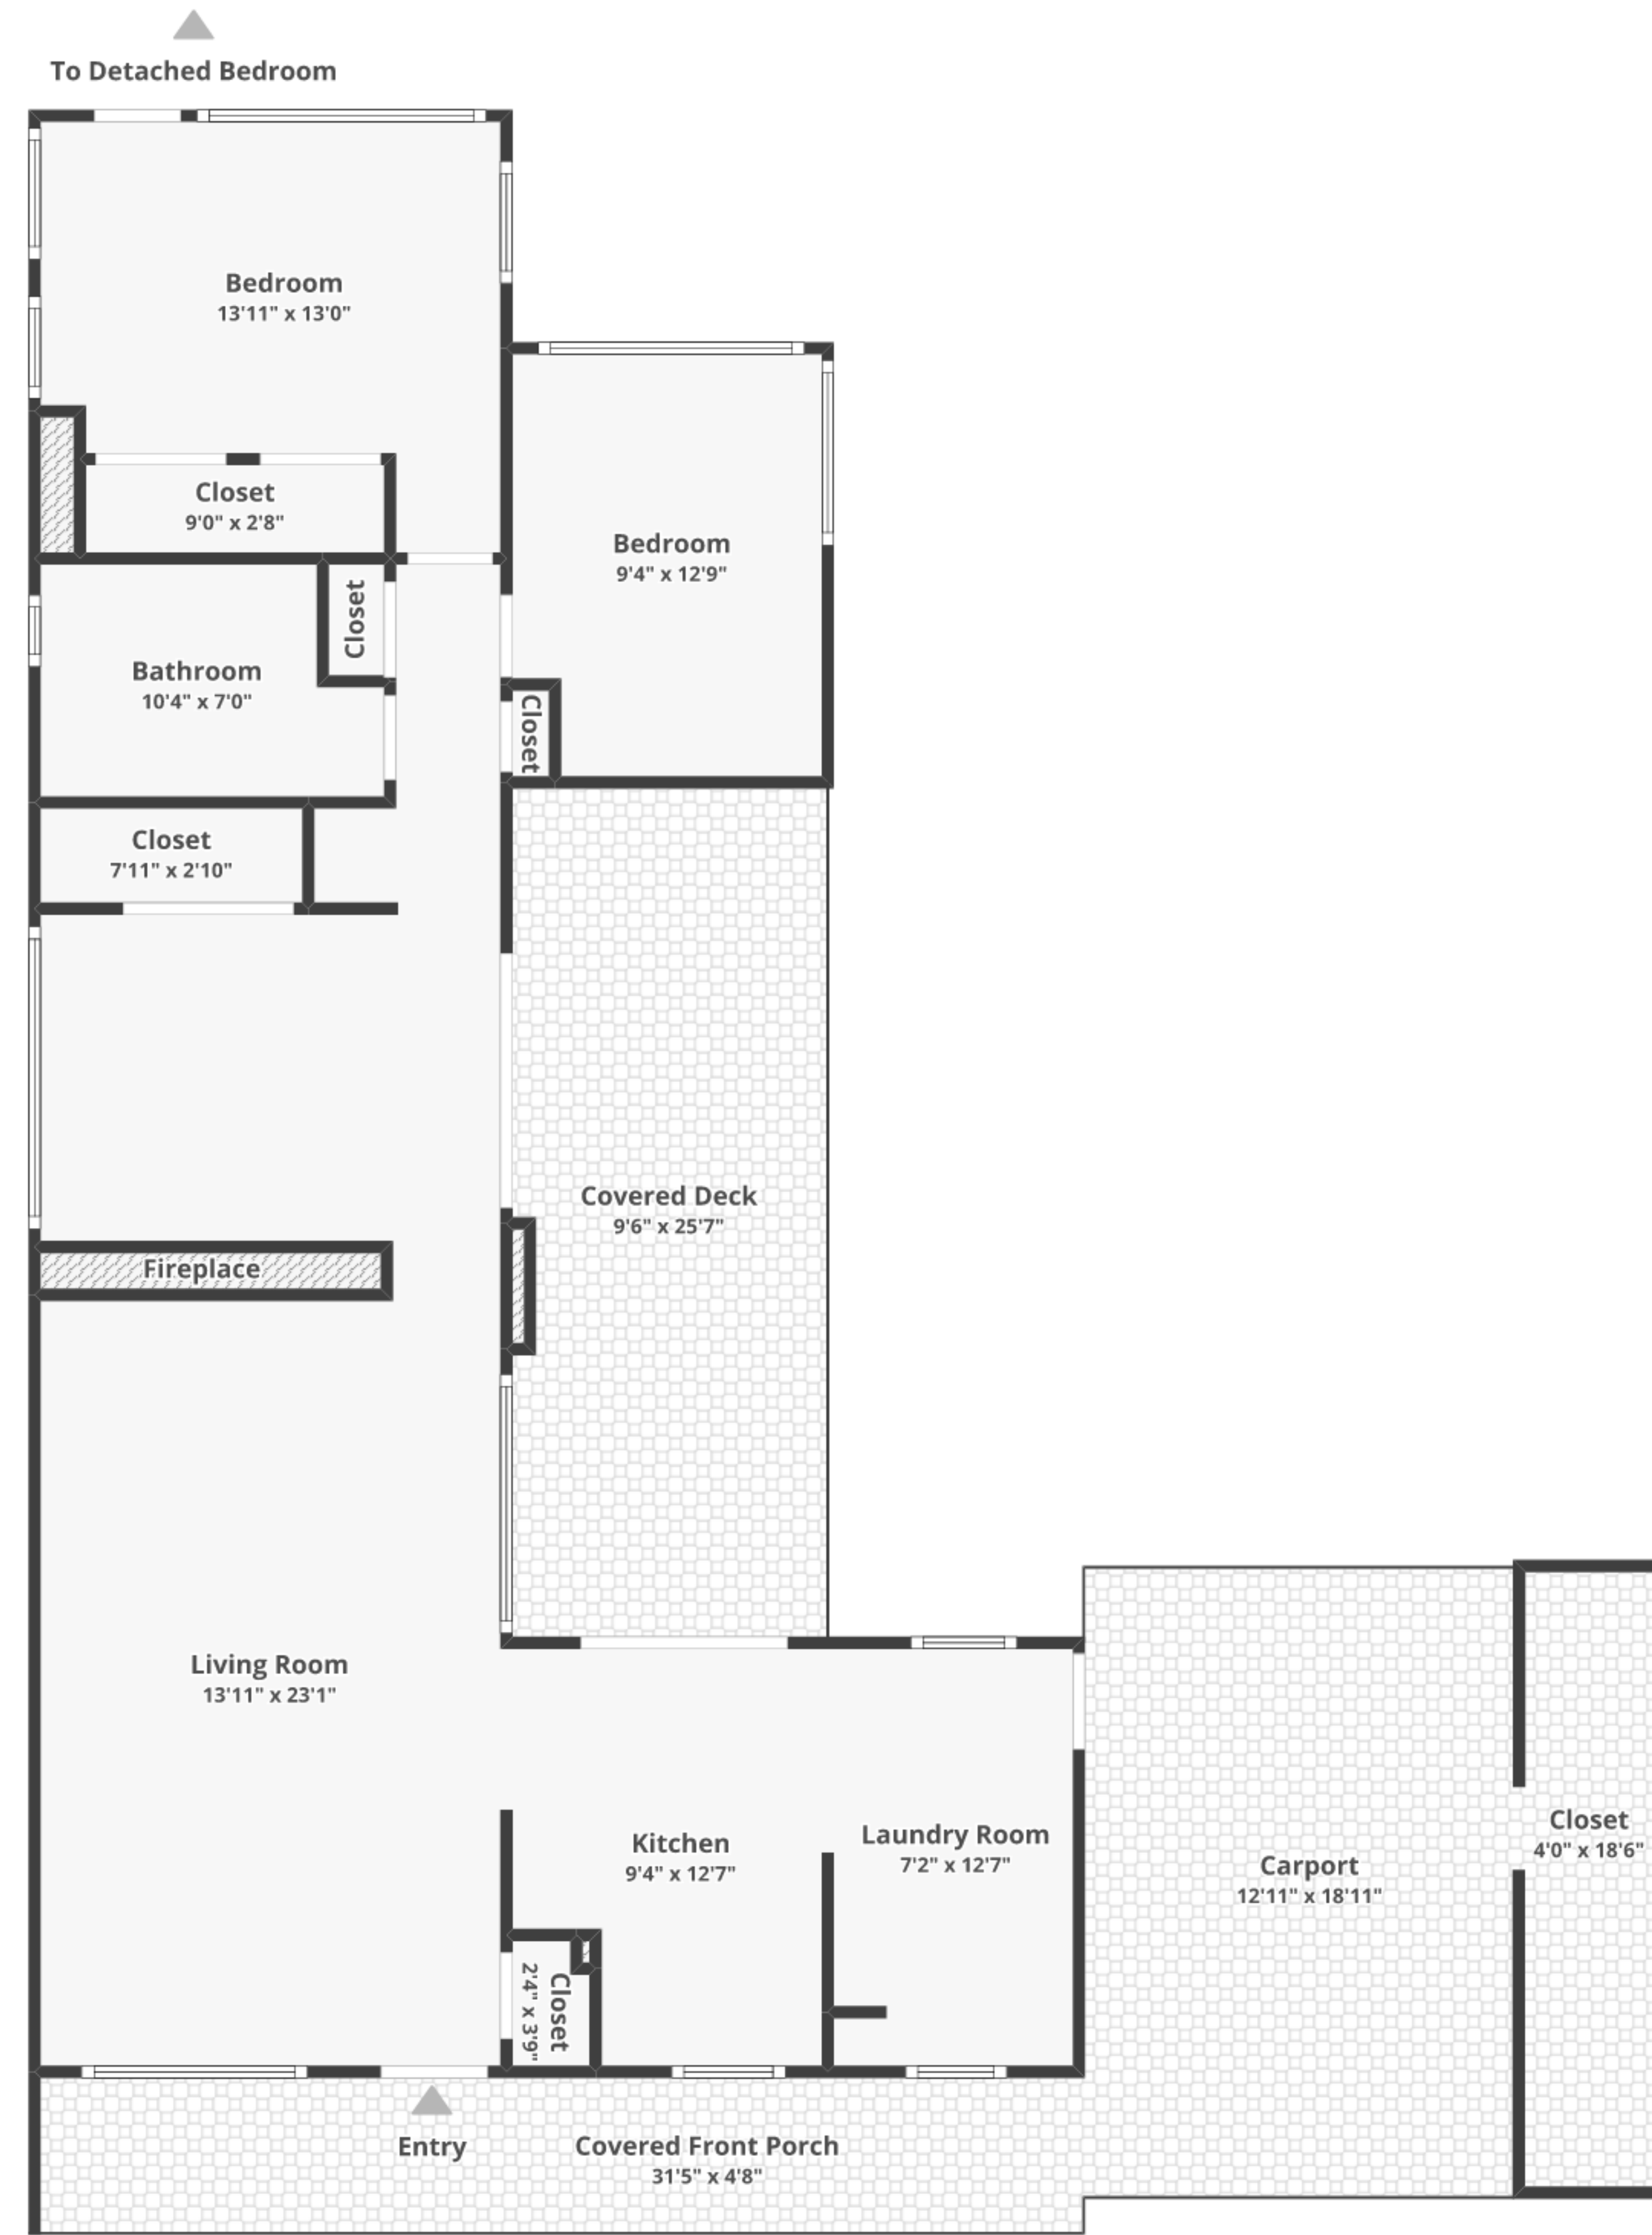 To Detached Bedroom
Bedroom
13'11" x 13'0"
Closet
9'0" x 2'8"
Bedroom
9'4" x 12'9"
Closet
Bathroom
10'4" x 7'0"
Closet
Closet
7'11" x 2'10"
Covered Deck
9'6" x 25'7"
Fireplace
Living Room
13'11" x 23'1"
Kitchen
9'4" x 12'7"
Laundry Room
7'2" x 12'7"
Carport
12'11" x 18'11"
Closet
4'0" x 18'6"
Closet
2'4" x 3'9"
Entry
Covered Front Porch
31'5" x 4'8"